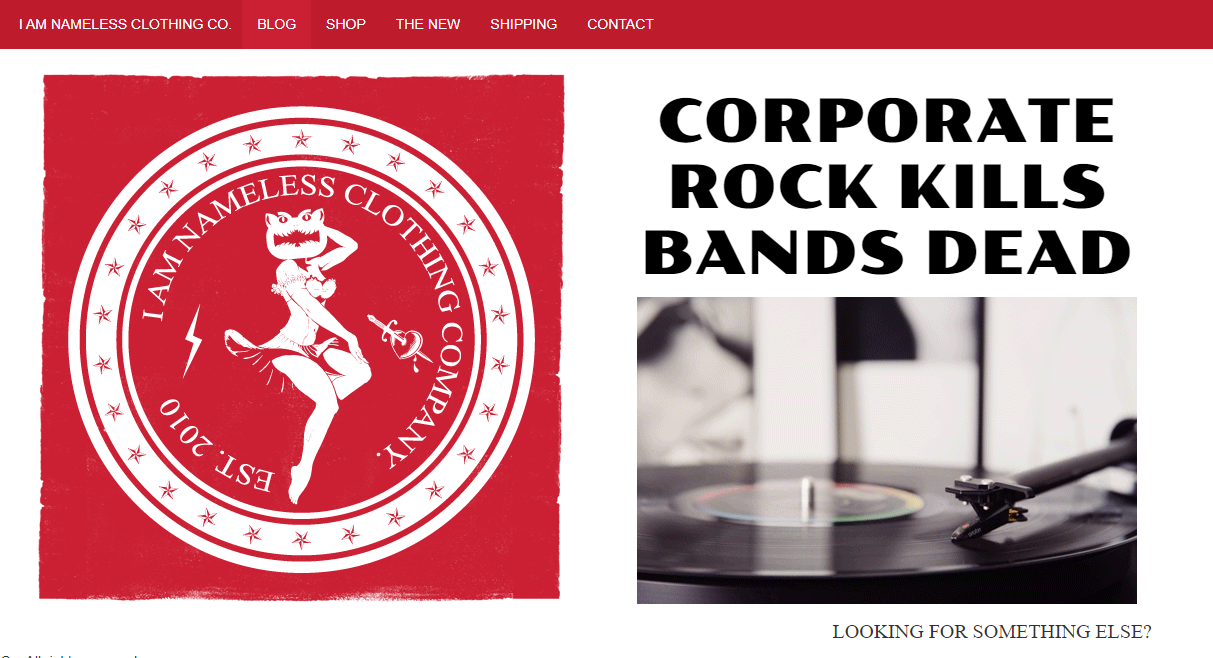 I AM NAMELESS CLOTHING CO. BLOG SHOP THE NEW SHIPPING CONTACT
I AM NAMELESS CLOTHING COMPANY.
EST. 2010
CORPORATE
ROCK KILLS
BANDS DEAD
LOOKING FOR SOMETHING ELSE?